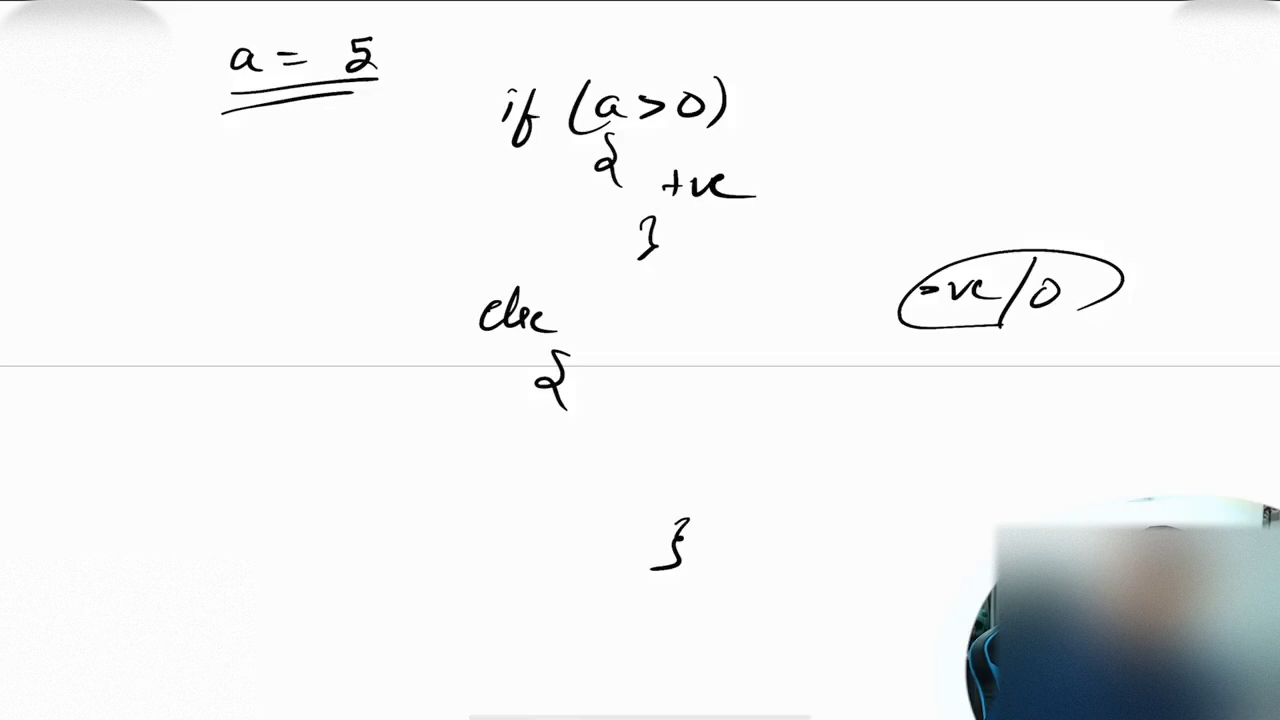 a = 5
if (a>0)
{
+ve
}
else
{
-ve/0
}